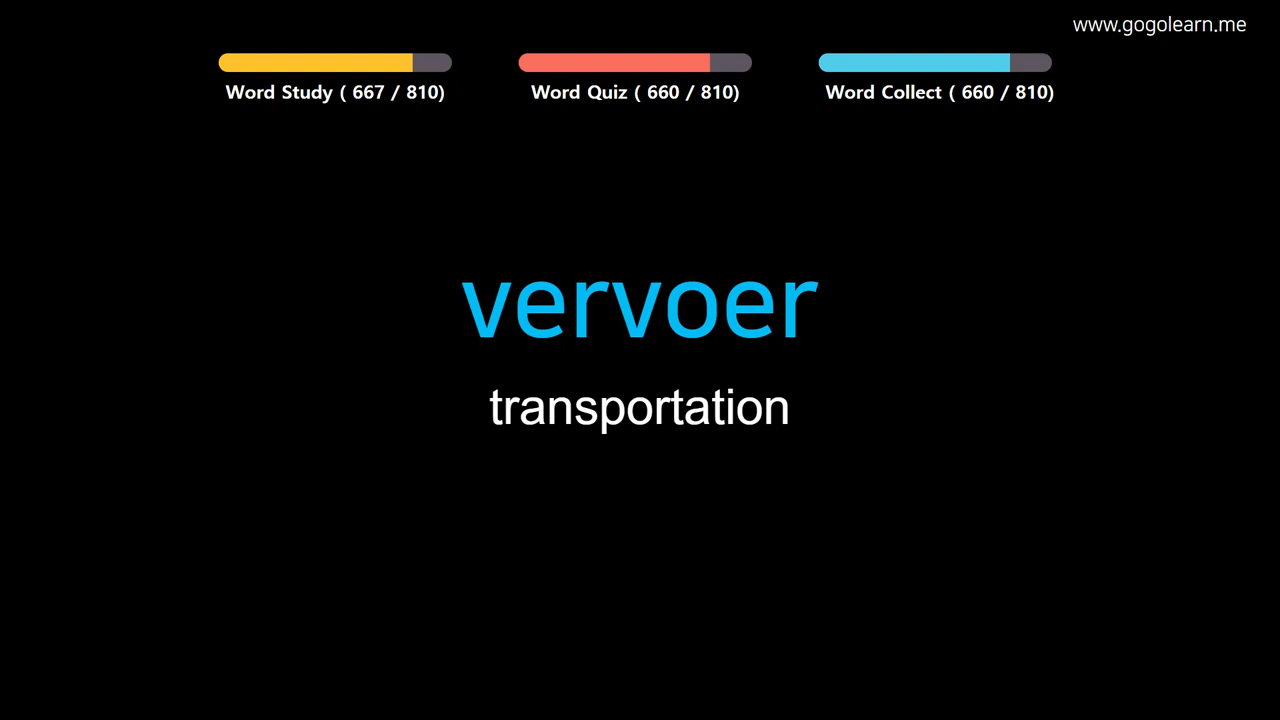 www.gogolearn.me
Word Study ( 667 / 810)
Word Quiz ( 660 / 810)
Word Collect ( 660 / 810)
vervoer
transportation